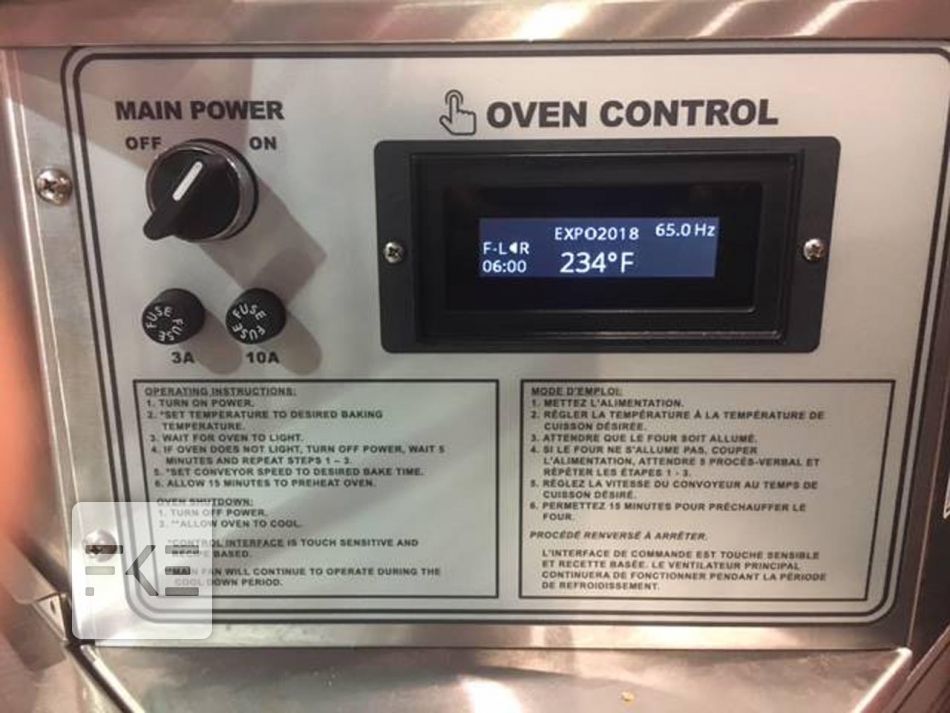 MAIN POWER
OFF
ON
OVEN CONTROL
EXPO2018
65.0 Hz
F-L◀R
06:00
234°F
FUSE
FUSE
FUSE
FUSE
3A
10A
OPERATING INSTRUCTIONS:
1. TURN ON POWER.
2. *SET TEMPERATURE TO DESIRED BAKING
TEMPERATURE.
3. WAIT FOR OVEN TO LIGHT.
4. IF OVEN DOES NOT LIGHT, TURN OFF POWER, WAIT 5
MINUTES AND REPEAT STEPS 1 – 3.
5. *SET CONVEYOR SPEED TO DESIRED BAKE TIME.
6. ALLOW 15 MINUTES TO PREHEAT OVEN.
OVEN SHUTDOWN:
1. TURN OFF POWER.
2. **ALLOW OVEN TO COOL.
*CONTROL INTERFACE IS TOUCH SENSITIVE AND
BASED.
**MAIN FAN WILL CONTINUE TO OPERATE DURING THE
COOL DOWN PERIOD.
MODE D'EMPLOI:
1. METTEZ L'ALIMENTATION.
2. RÉGLER LA TEMPÉRATURE À LA TEMPÉRATURE DE
CUISSON DÉSIRÉE.
3. ATTENDRE QUE LE FOUR SOIT ALLUMÉ.
4. SI LE FOUR NE S'ALLUME PAS, COUPER
L'ALIMENTATION, ATTENDRE 5 PROCÈS-VERBAL ET
RÉPÉTER LES ÉTAPES 1 - 3.
5. RÉGLEZ LA VITESSE DU CONVOYEUR AU TEMPS DE
CUISSON DÉSIRÉ.
6. PERMETTEZ 15 MINUTES POUR PRÉCHAUFFER LE
FOUR.
PROCÉDÉ RENVERSÉ À ARRÊTER.
L'INTERFACE DE COMMANDE EST TOUCHE SENSIBLE
ET RECETTE BASÉE. LE VENTILATEUR PRINCIPAL
CONTINUERA DE FONCTIONNER PENDANT LA PÉRIODE
DE REFROIDISSEMENT.
FKE